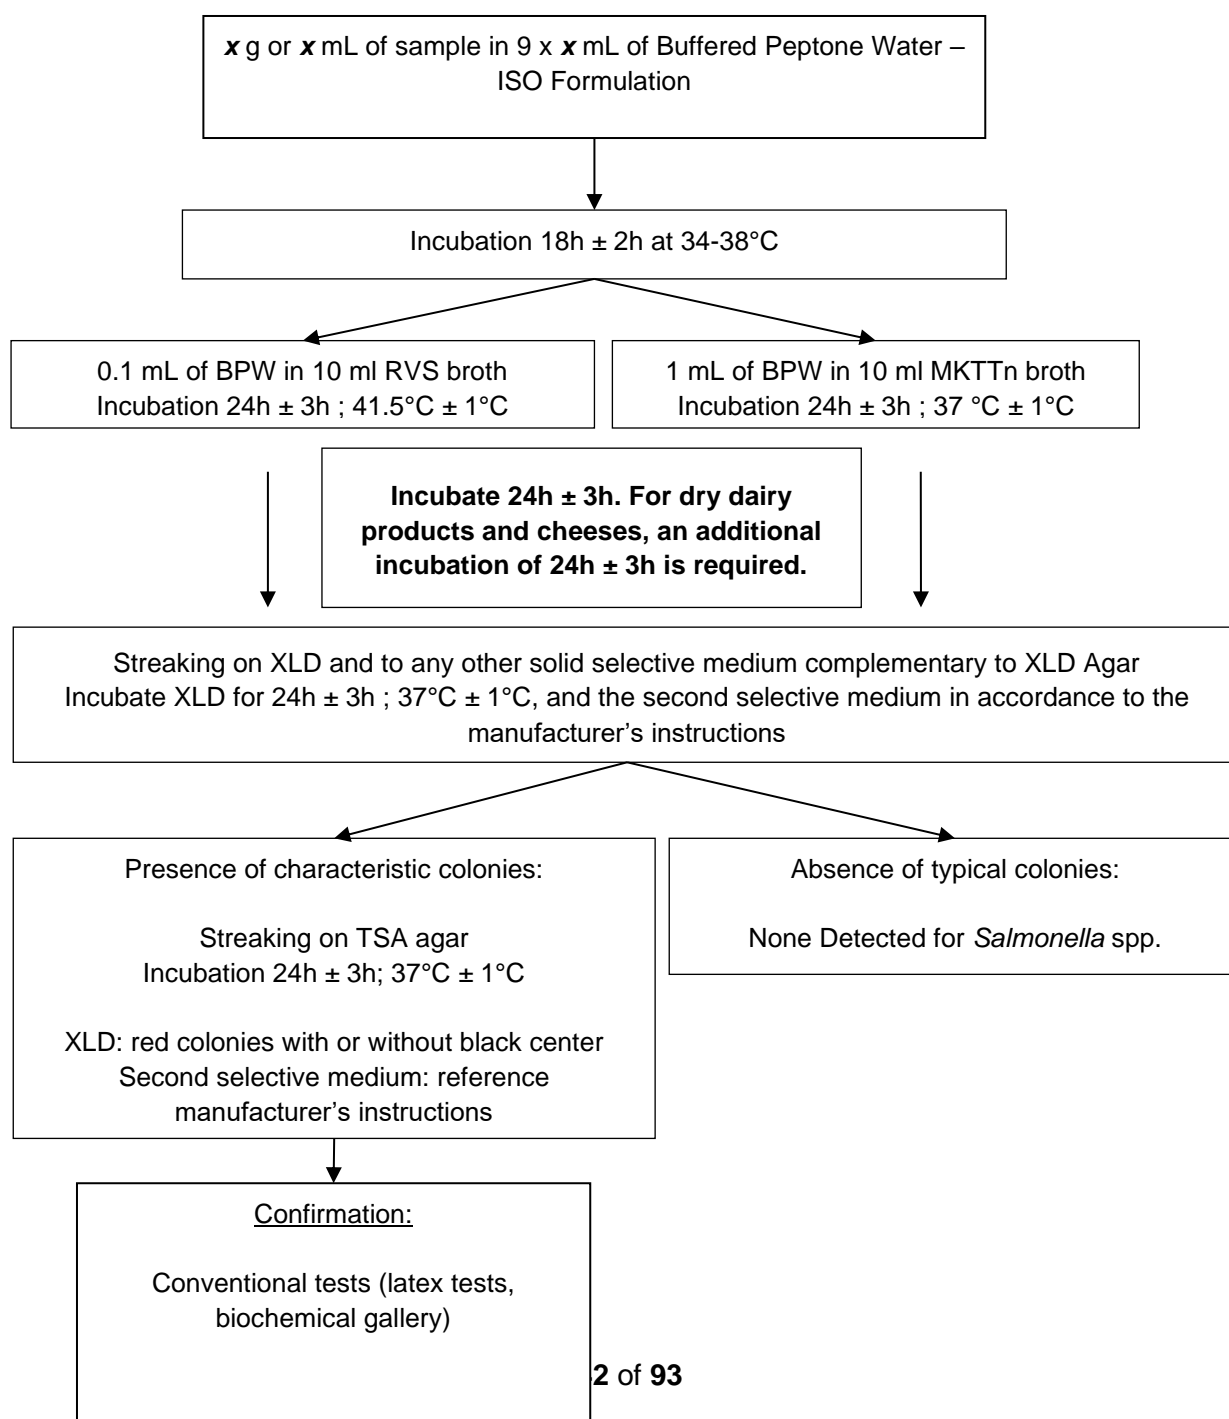 x g or x mL of sample in 9 x x mL of Buffered Peptone Water –
ISO Formulation
Incubation 18h ± 2h at 34-38°C
0.1 mL of BPW in 10 ml RVS broth
Incubation 24h ± 3h ; 41.5°C ± 1°C
1 mL of BPW in 10 ml MKTTn broth
Incubation 24h ± 3h ; 37 °C ± 1°C
Incubate 24h ± 3h. For dry dairy
products and cheeses, an additional
incubation of 24h ± 3h is required.
Streaking on XLD and to any other solid selective medium complementary to XLD Agar
Incubate XLD for 24h ± 3h ; 37°C ± 1°C, and the second selective medium in accordance to the
manufacturer’s instructions
Presence of characteristic colonies:
Streaking on TSA agar
Incubation 24h ± 3h; 37°C ± 1°C
XLD: red colonies with or without black center
Second selective medium: reference
manufacturer’s instructions
Absence of typical colonies:
None Detected for Salmonella spp.
Confirmation:
Conventional tests (latex tests,
biochemical gallery)
2 of 93